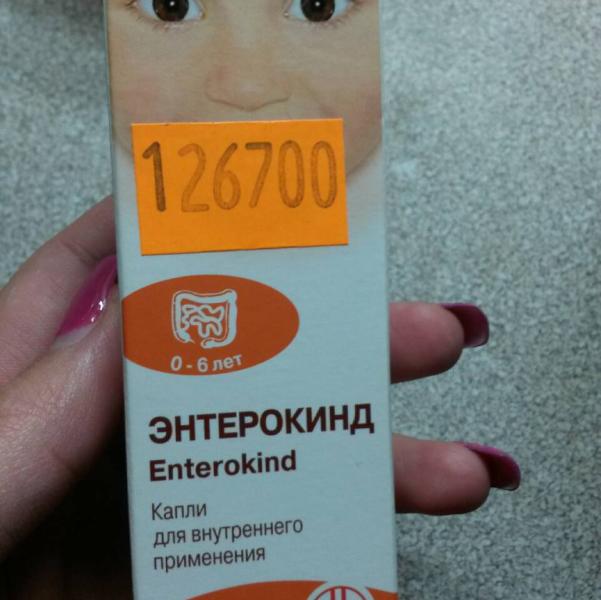 126700
0-6 лет
ЭНТЕРОКИНД
Enterokind
Капли
для внутреннего
применения